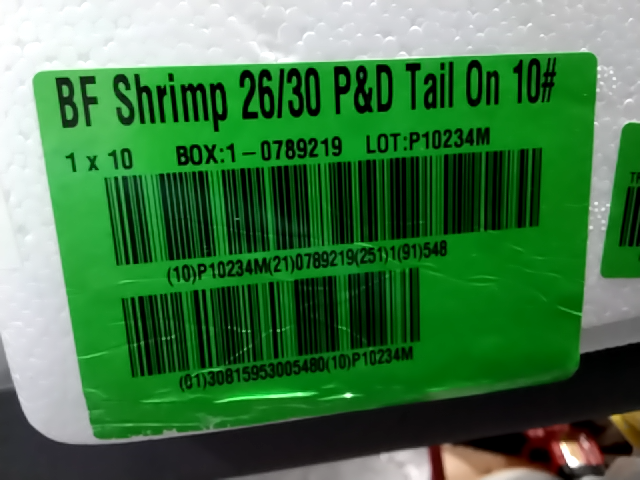 BF Shrimp 26/30 P&D Tail On 10#
1 x 10 BOX:1-0789219 LOT:P10234M
(10)P10234M(21)0789219(251)1(91)548
(01)30815953005480(10)P10234M